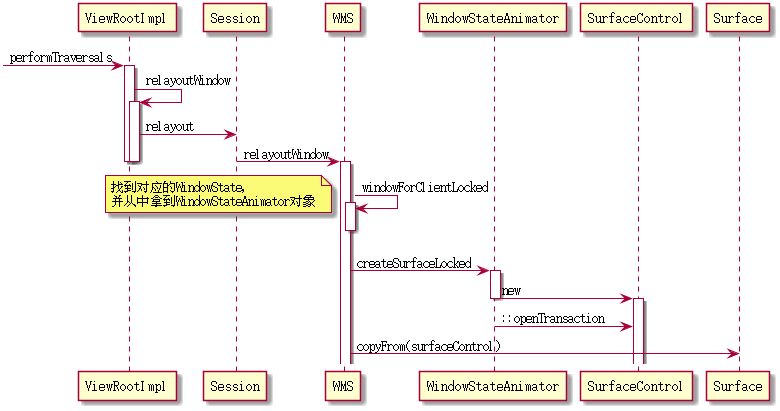 ViewRootImpl
Session
WMS
WindowStateAnimator
SurfaceControl
Surface
performTraversals
relayoutWindow
relayout
relayoutWindow
找到对应的WindowState,
并从中拿到WindowStateAnimator对象
windowForClientLocked
createSurfaceLocked
new
::openTransaction
copyFrom(surfaceControl)
ViewRootImpl
Session
WMS
WindowStateAnimator
SurfaceControl
Surface